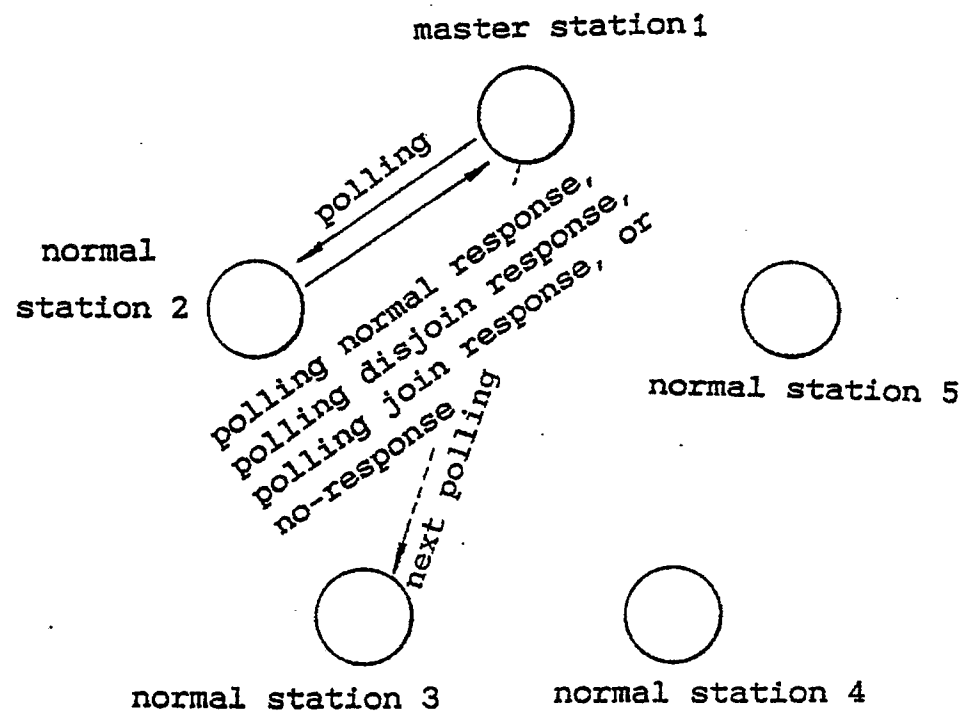 master station 1
polling
normal
station 2
polling normal response,
polling disjoin response,
polling join response, or
no-response
next polling
normal station 5
normal station 3
normal station 4